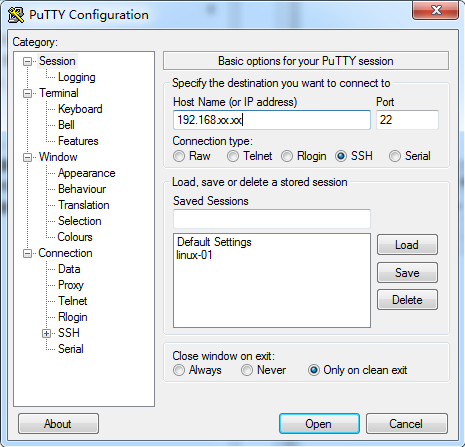 PuTTY Configuration
Category:
Session
Logging
Terminal
Keyboard
Bell
Features
Window
Appearance
Behaviour
Translation
Selection
Colours
Connection
Data
Proxy
Telnet
Rlogin
SSH
Serial
Basic options for your PuTTY session
Specify the destination you want to connect to
Host Name (or IP address) Port
192.168.xx.xx 22
Connection type:
Raw Telnet Rlogin SSH Serial
Load, save or delete a stored session
Saved Sessions
Default Settings
linux-01
Load
Save
Delete
Close window on exit:
Always Never Only on clean exit
About Open Cancel